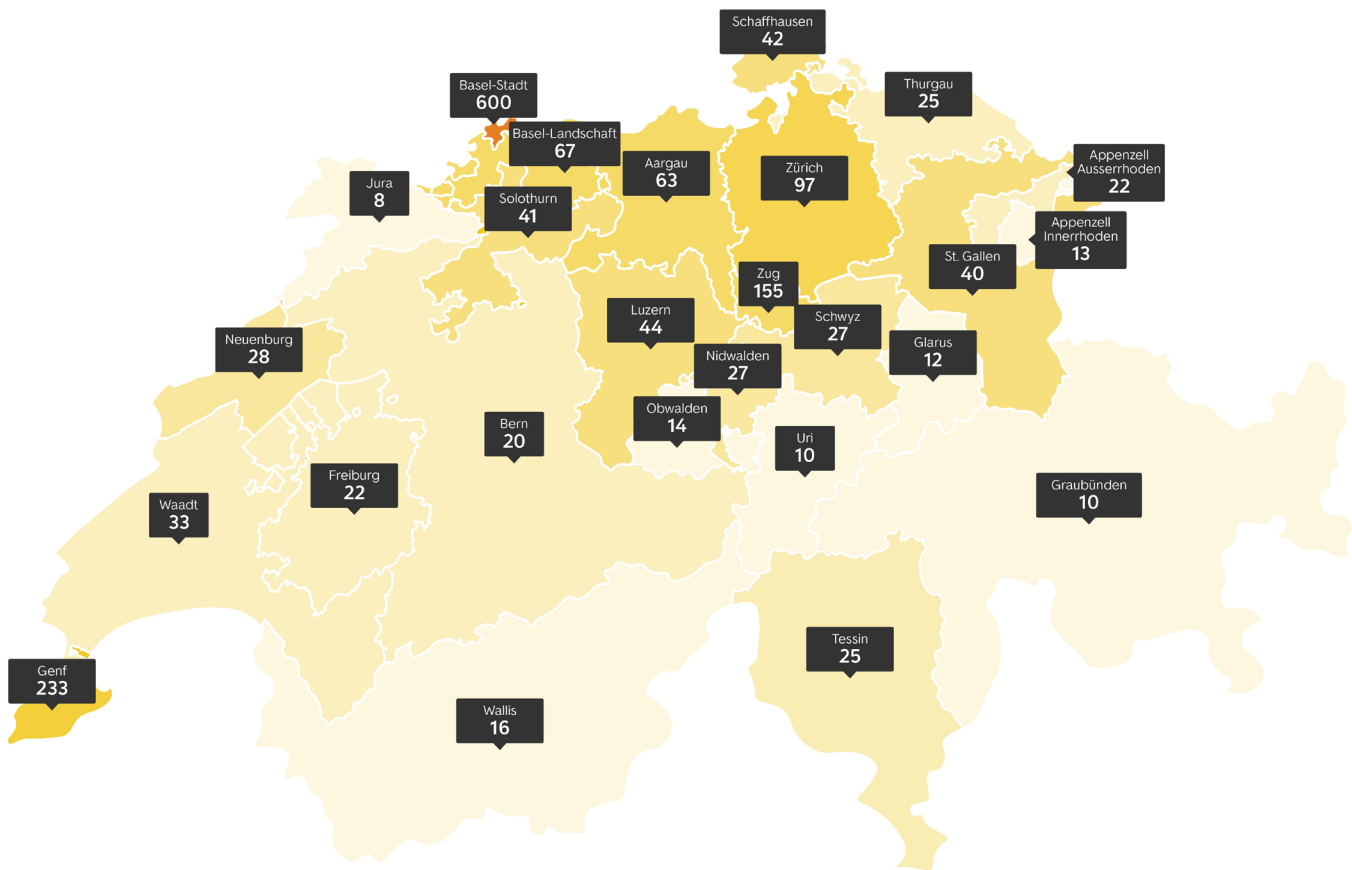 Schaffhausen
42
Basel-Stadt
600
Thurgau
25
Basel-Landschaft
67
Aargau
63
Zürich
97
Appenzell
Ausserrhoden
22
Jura
8
Solothurn
41
Appenzell
Innerrhoden
13
St. Gallen
40
Zug
155
Luzern
44
Schwyz
27
Neuenburg
28
Glarus
12
Nidwalden
27
Obwalden
14
Bern
20
Uri
10
Freiburg
22
Graubünden
10
Waadt
33
Tessin
25
Genf
233
Wallis
16